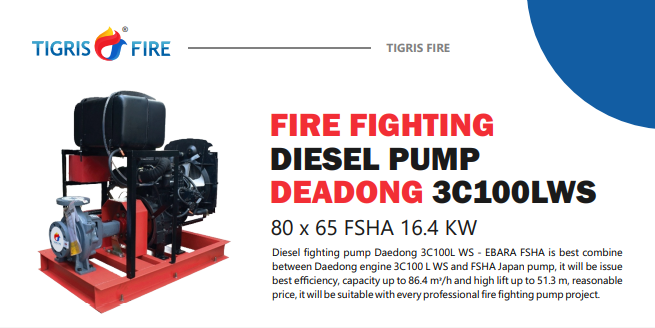 TIGRIS FIRE
TIGRIS FIRE
FIRE FIGHTING
DIESEL PUMP
DEADONG 3C100LWS
80 x 65 FSHA 16.4 KW
Diesel fighting pump Daedong 3C100L WS - EBARA FSHA is best combine
between Daedong engine 3C100 L WS and FSHA Japan pump, it will be issue
best efficiency, capacity up to 86.4 m³/h and high lift up to 51.3 m, reasonable
price, it will be suitable with every professional fire fighting pump project.